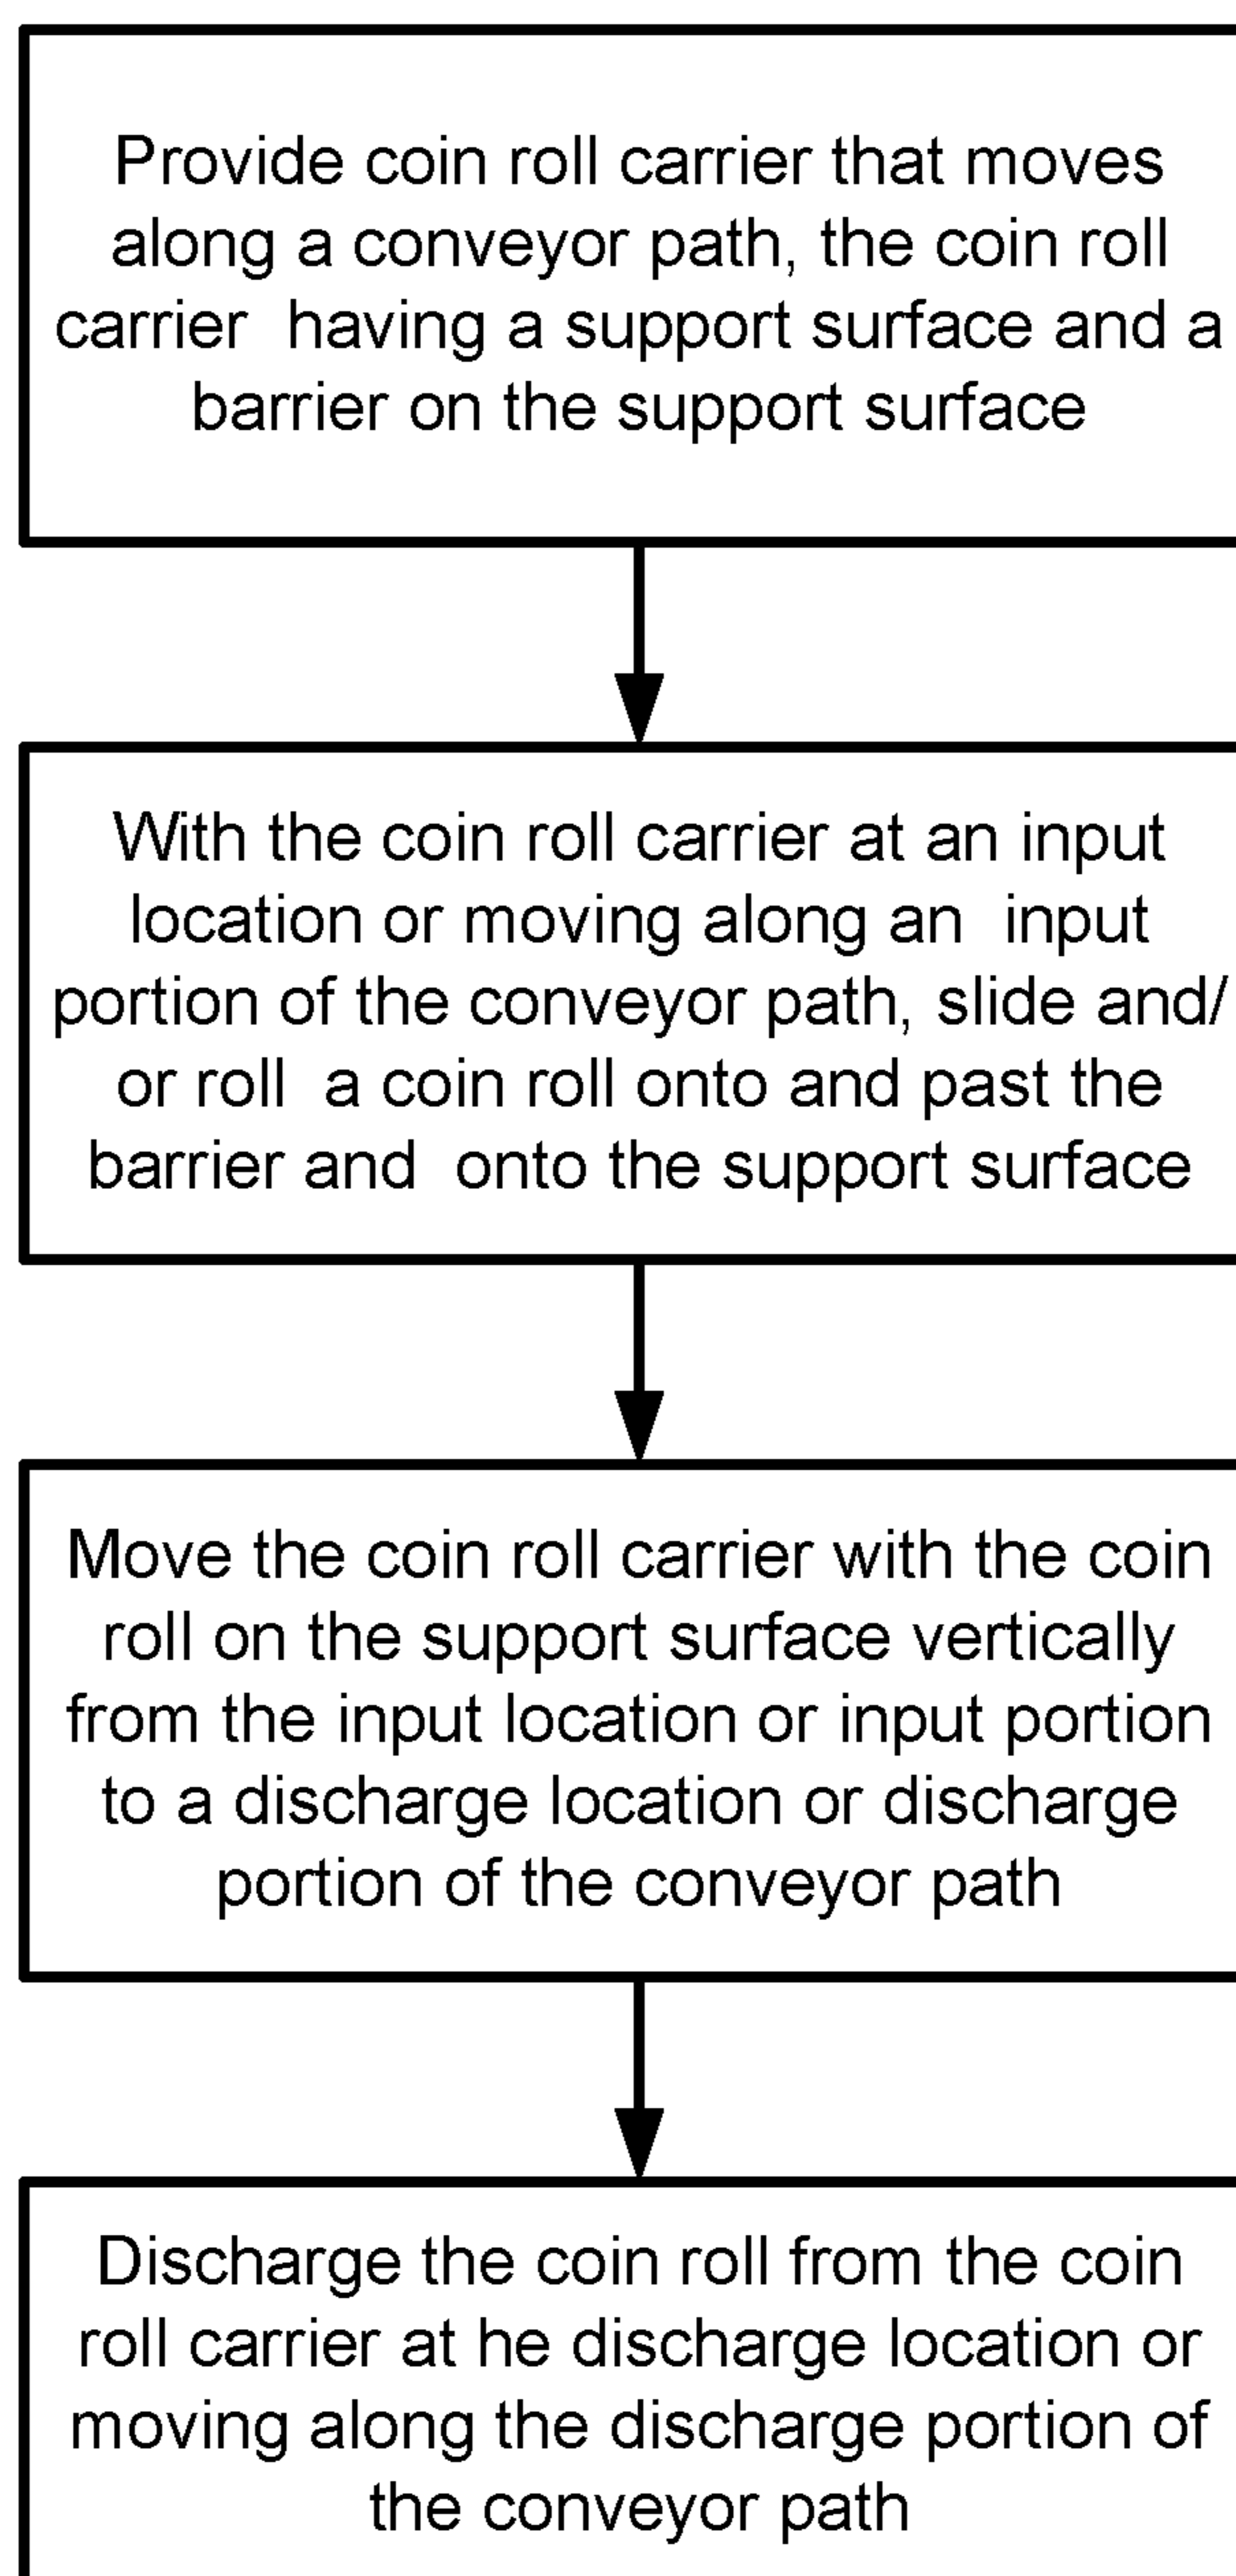 Provide coin roll carrier that moves
along a conveyor path, the coin roll
carrier  having a support surface and a
barrier on the support surface
With the coin roll carrier at an input
location or moving along an  input
portion of the conveyor path, slide and/
or roll  a coin roll onto and past the
barrier and  onto the support surface
Move the coin roll carrier with the coin
roll on the support surface vertically
from the input location or input portion
to a discharge location or discharge
portion of the conveyor path
Discharge the coin roll from the coin
roll carrier at he discharge location or
moving along the discharge portion of
the conveyor path